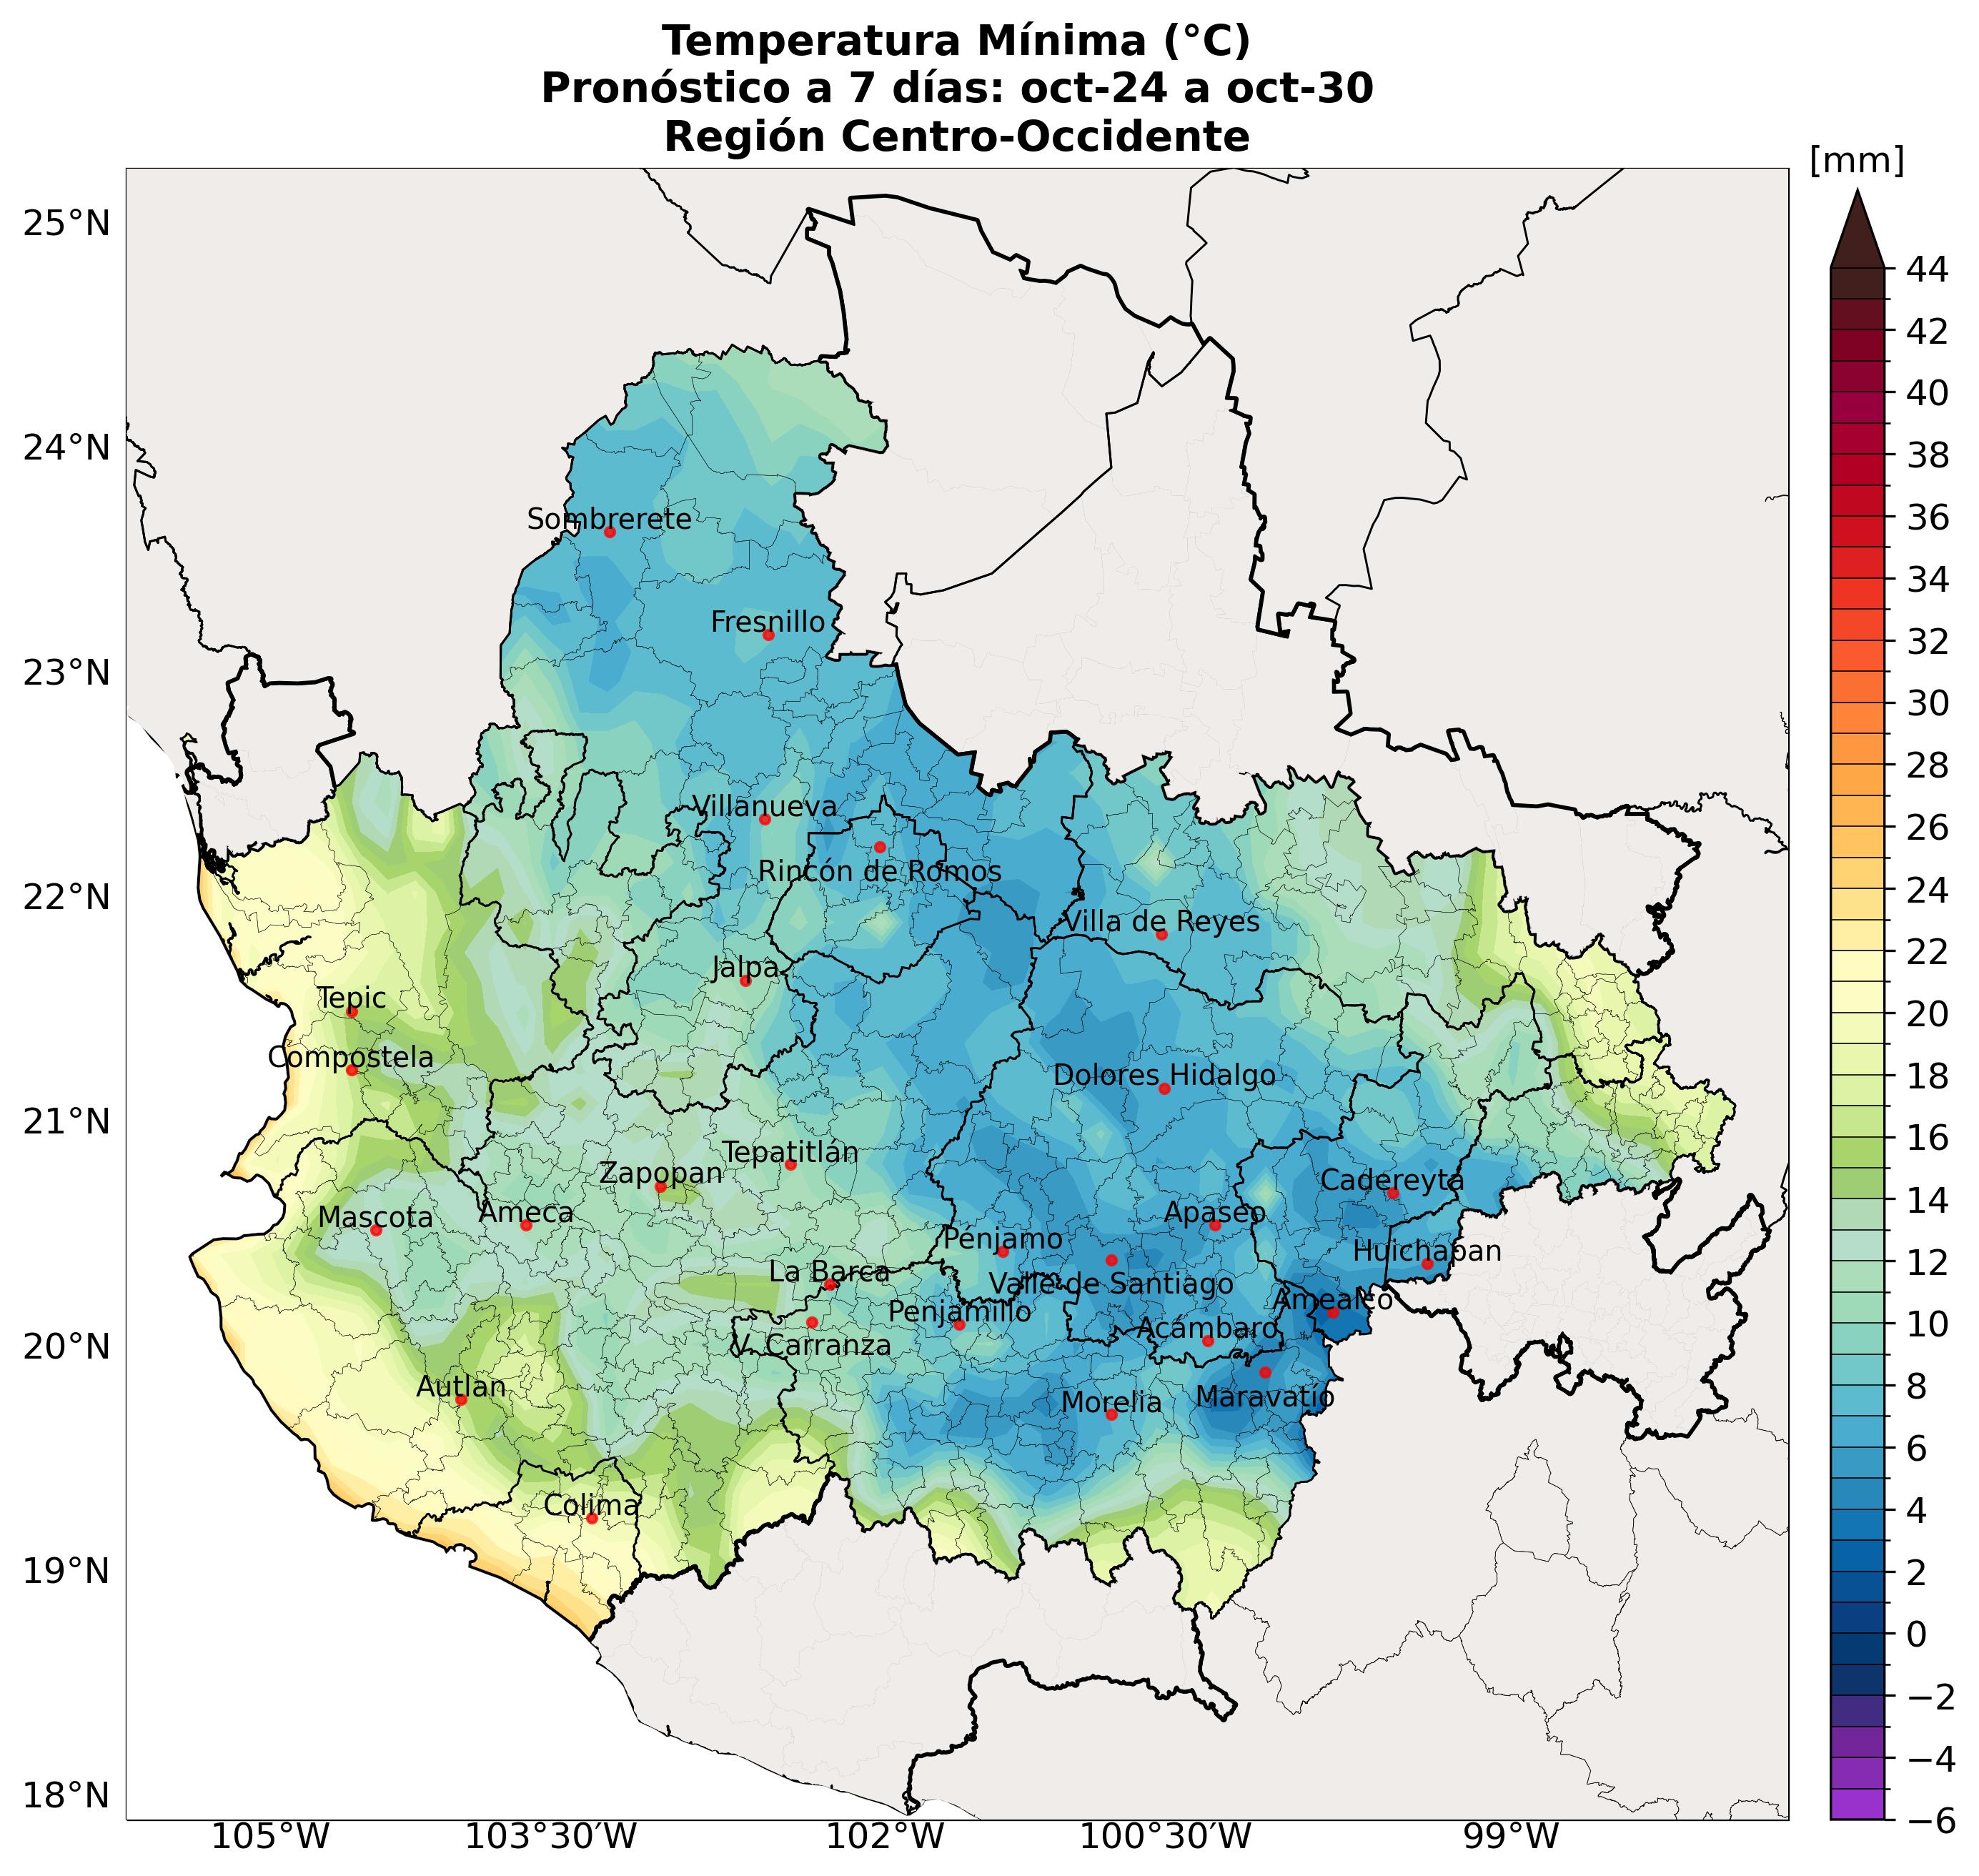 Temperatura Mínima (°C)
Pronóstico a 7 días: oct-24 a oct-30
Región Centro-Occidente
[mm]
25°N
24°N
23°N
22°N
21°N
20°N
19°N
18°N
Sombrerete
Fresnillo
Villanueva
Rincón de Romos
Villa de Reyes
Jalpa
Tepic
Compostela
Dolores Hidalgo
Tepatitlán
Zapopan
Cadereyta
Mascota
Ameca
Apaseo
Pénjamo
Huichapan
La Barca
Valle de Santiago
Amealco
Penjamillo
Acámbaro
V. Carranza
Autlan
Morelia
Maravatío
Colima
105°W
103°30'W
102°W
100°30'W
99°W
44
42
40
38
36
34
32
30
28
26
24
22
20
18
16
14
12
10
8
6
4
2
0
−2
−4
−6